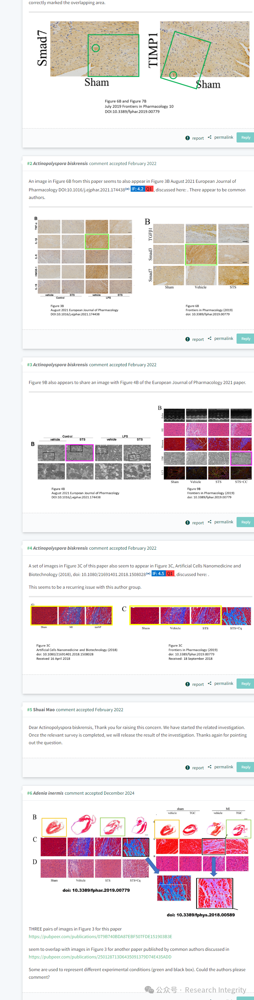 correctly marked the overlapping area.
Smad7
TIMP1
Sham
Sham
Figure 6B and Figure 7B
July 2019 Frontiers in Pharmacology 10
DOI:10.3389/fphar.2019.00779
report permalink Reply
#2 Actinopolyspora biskrensis comment accepted February 2022
An image in Figure 6B from this paper seems to also appear in Figure 3B August 2021 European Journal of
Pharmacology DOI:10.1016/j.ejphar.2021.174438 IF: 4.2 Q1 , discussed here: . There appear to be common
authors.
B
TNF-α
IL-1β
IL-6
HMGB-1
IL-18
vehicle STS vehicle STS
Control LPS
B
TGFβ1
Smad3
Smad7
Sham Vehicle STS
Figure 3B
August 2021 European Journal of Pharmacology
DOI:10.1016/j.ejphar.2021.174438
Figure 6B
Frontiers in Pharmacology (2019)
doi: 10.3389/fphar.2019.00779
report permalink Reply
#3 Actinopolyspora biskrensis comment accepted February 2022
Figure 9B also appears to share an image with Figure 4B of the European Journal of Pharmacology 2021 paper.
Control LPS
vehicle STS vehicle STS
B
B
Echo
HE
Masson
EM
LC3
Sham Vehicle STS STS+CC
Figure 4B
August 2021 European Journal of Pharmacology
DOI:10.1016/j.ejphar.2021.174438
Figure 9B
Frontiers in Pharmacology (2019)
doi: 10.3389/fphar.2019.00779
report permalink Reply
#4 Actinopolyspora biskrensis comment accepted February 2022
A set of images in Figure 3C of this paper also seem to appear in Figure 3C, Artificial Cells Nanomedicine and
Biotechnology (2018), doi: 10.1080/21691401.2018.1508028 IF: 4.5 Q1 , discussed here: .
This seems to be a recurring issue with this author group.
Sham MI tanNP
C
Sham Vehicle STS STS+Cq
Figure 3C
Artificial Cells Nanomedicine and Biotechnology (2018)
doi: 10.1080/21691401.2018.1508028
Received 16 April 2018
Figure 3C
Frontiers in Pharmacology (2019)
doi: 10.3389/fphar.2019.00779
Received: 18 September 2018
report permalink Reply
#5 Shuai Mao comment accepted February 2022
Dear Actinopolyspora biskrensis, Thank you for raising this concern. We have started the related investigation.
Once the relevant survey is completed, we will release the result of the investigation. Thanks again for pointing
out the question.
report permalink Reply
#6 Adenia inermis comment accepted December 2024
sham MI
vehicle TGC vehicle TGC
B
C
D
Sham Vehicle STS STS+Cq
doi: 10.3389/fphar.2019.00779
doi: 10.3389/fphys.2018.00589
THREE pairs of images in Figure 3 for this paper
https://pubpeer.com/publications/079B740BDA87EBF507FDE151903B3E
seem to overlap with images in Figure 3 for another paper published by common authors discussed in
https://pubpeer.com/publications/250128713D6435091379D74E435ADD
Some are used to represent different experimental conditions (green and black box). Could the authors please
comment?
公众号 · Research Integrity